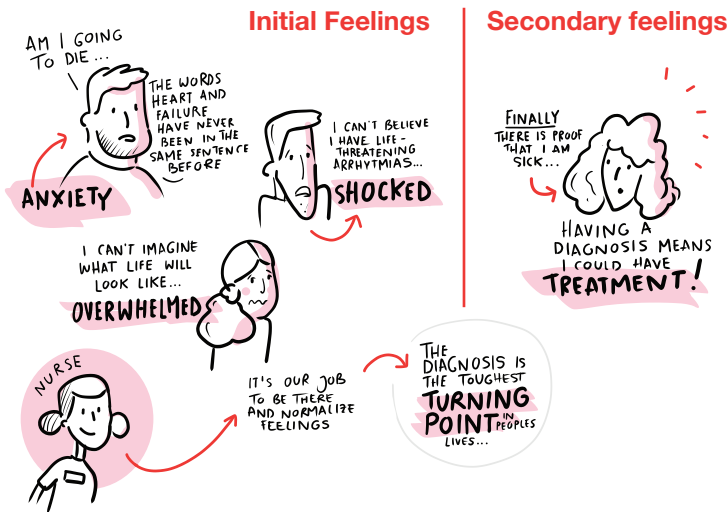 Initial Feelings
Secondary feelings
AM I GOING
TO DIE...
THE WORDS
HEART AND
FAILURE
HAVE NEVER
BEEN IN THE
SAME SENTENCE
BEFORE
ANXIETY
I CAN'T BELIEVE
I HAVE LIFE-
THREATENING
ARRHYTMIAS...
SHOCKED
I CAN'T IMAGINE
WHAT LIFE WILL
LOOK LIKE...
OVERWHELMED
FINALLY
THERE IS PROOF
THAT I AM
SICK...
HAVING A
DIAGNOSIS MEANS
I COULD HAVE
TREATMENT!
NURSE
IT'S OUR JOB
TO BE THERE
AND NORMALIZE
FEELINGS
THE
DIAGNOSIS IS
THE TOUGHEST
TURNING
POINT IN PEOPLES
LIVES...